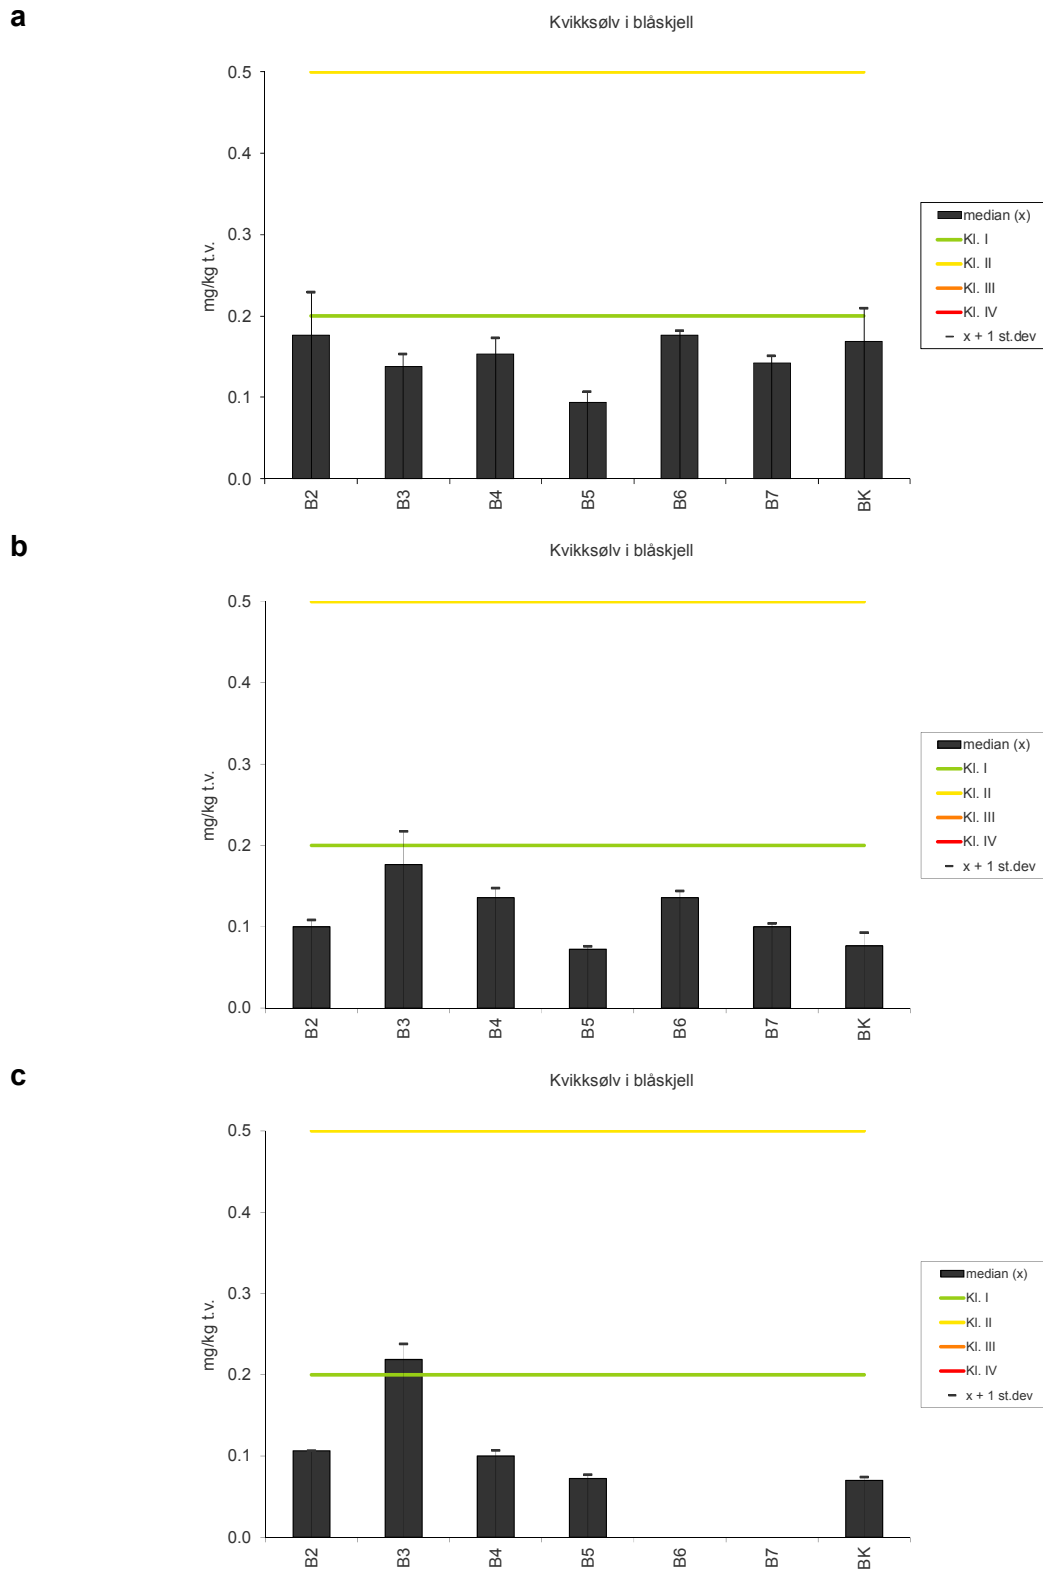 a
Kvikksølv i blåskjell
0.5
0.4
0.3
0.2
0.1
0.0
mg/kg t.v.
B2 B3 B4 B5 B6 B7 BK
median (x)
Kl. I
Kl. II
Kl. III
Kl. IV
x + 1 st.dev
b
Kvikksølv i blåskjell
0.5
0.4
0.3
0.2
0.1
0.0
mg/kg t.v.
B2 B3 B4 B5 B6 B7 BK
median (x)
Kl. I
Kl. II
Kl. III
Kl. IV
x + 1 st.dev
c
Kvikksølv i blåskjell
0.5
0.4
0.3
0.2
0.1
0.0
mg/kg t.v.
B2 B3 B4 B5 B6 B7 BK
median (x)
Kl. I
Kl. II
Kl. III
Kl. IV
x + 1 st.dev